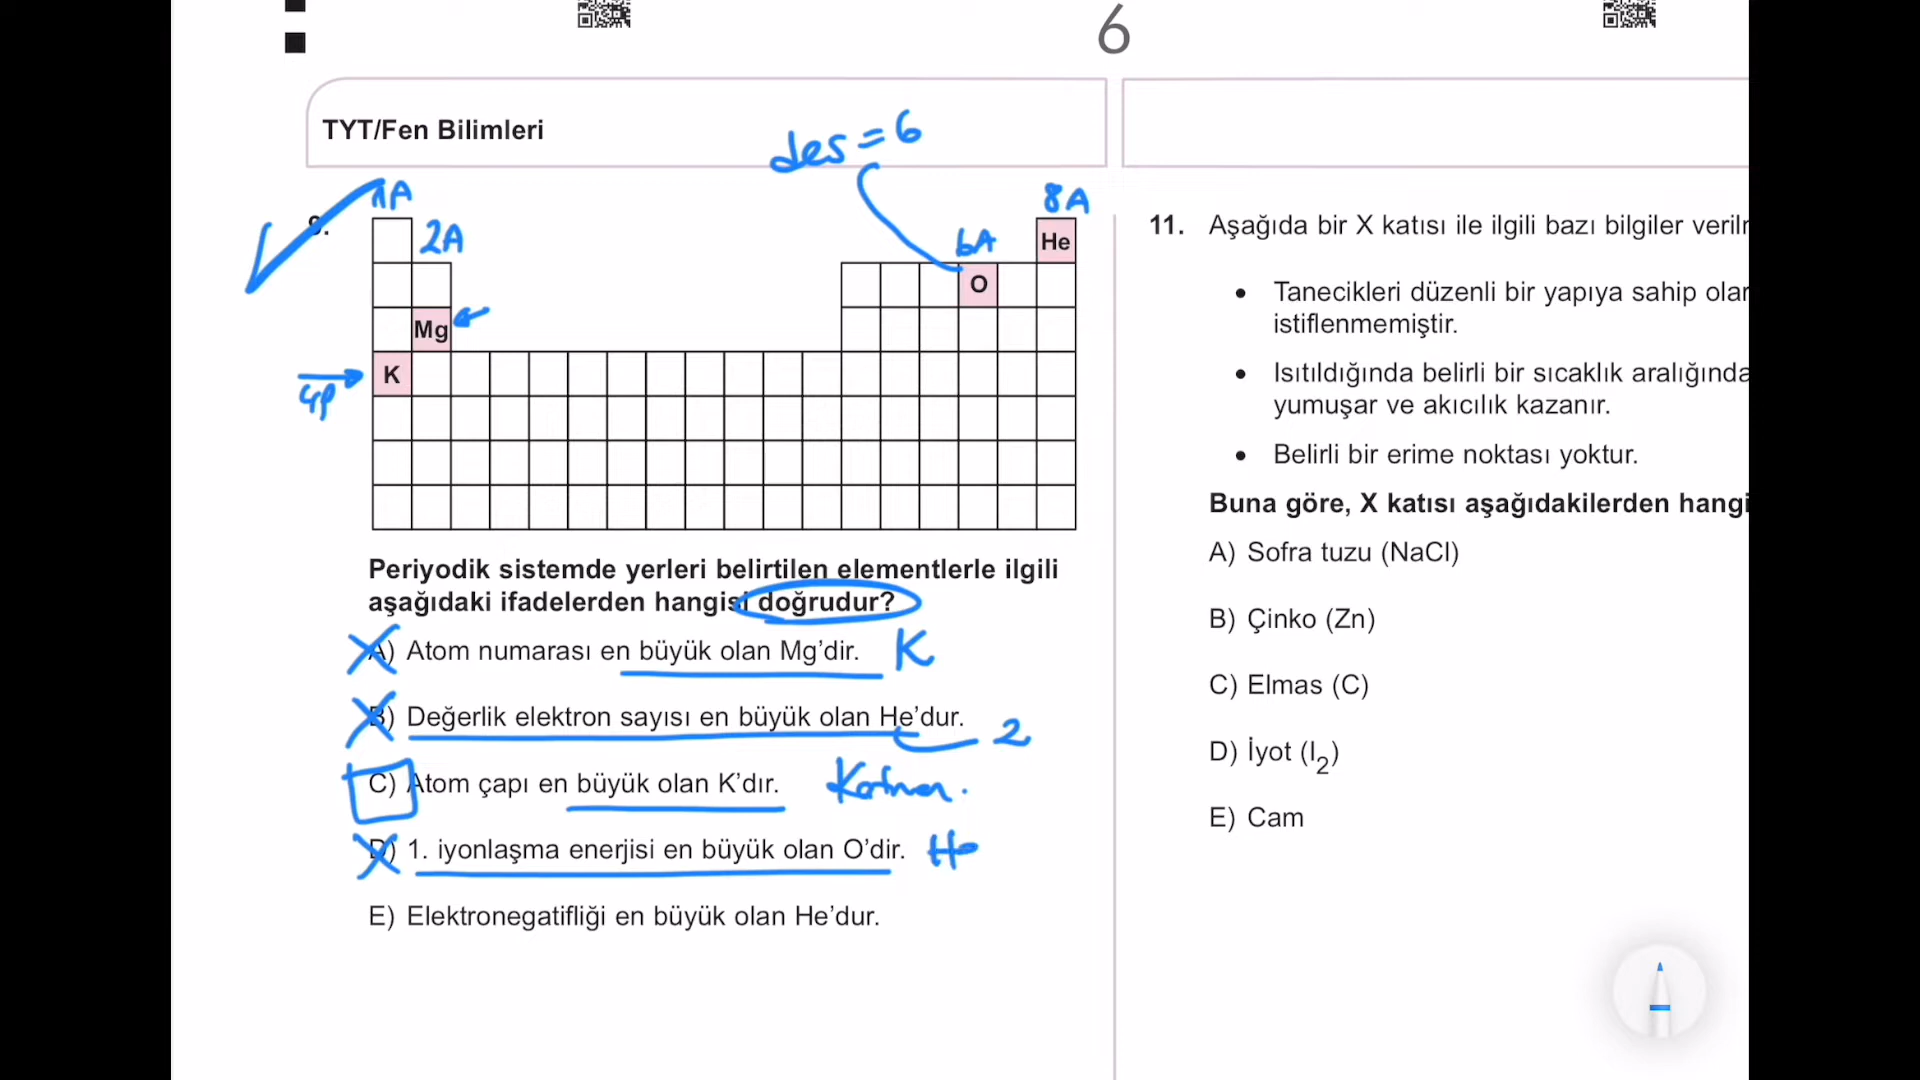 6
TYT/Fen Bilimleri
des = 6
1A
2A
6A
8A
9.
He
O
Mg
K
4p
Periyodik sistemde yerleri belirtilen elementlerle ilgili
aşağıdaki ifadelerden hangisi doğrudur?
A) Atom numarası en büyük olan Mg’dir. K
B) Değerlik elektron sayısı en büyük olan He’dur. 2
C) Atom çapı en büyük olan K’dır. Katman.
D) 1. iyonlaşma enerjisi en büyük olan O’dir. He
E) Elektronegatifliği en büyük olan He’dur.
11. Aşağıda bir X katısı ile ilgili bazı bilgiler veril
• Tanecikleri düzenli bir yapıya sahip olar
istiflenmemiştir.
• Isıtıldığında belirli bir sıcaklık aralığında
yumuşar ve akıcılık kazanır.
• Belirli bir erime noktası yoktur.
Buna göre, X katısı aşağıdakilerden hangi
A) Sofra tuzu (NaCl)
B) Çinko (Zn)
C) Elmas (C)
D) İyot (I₂)
E) Cam